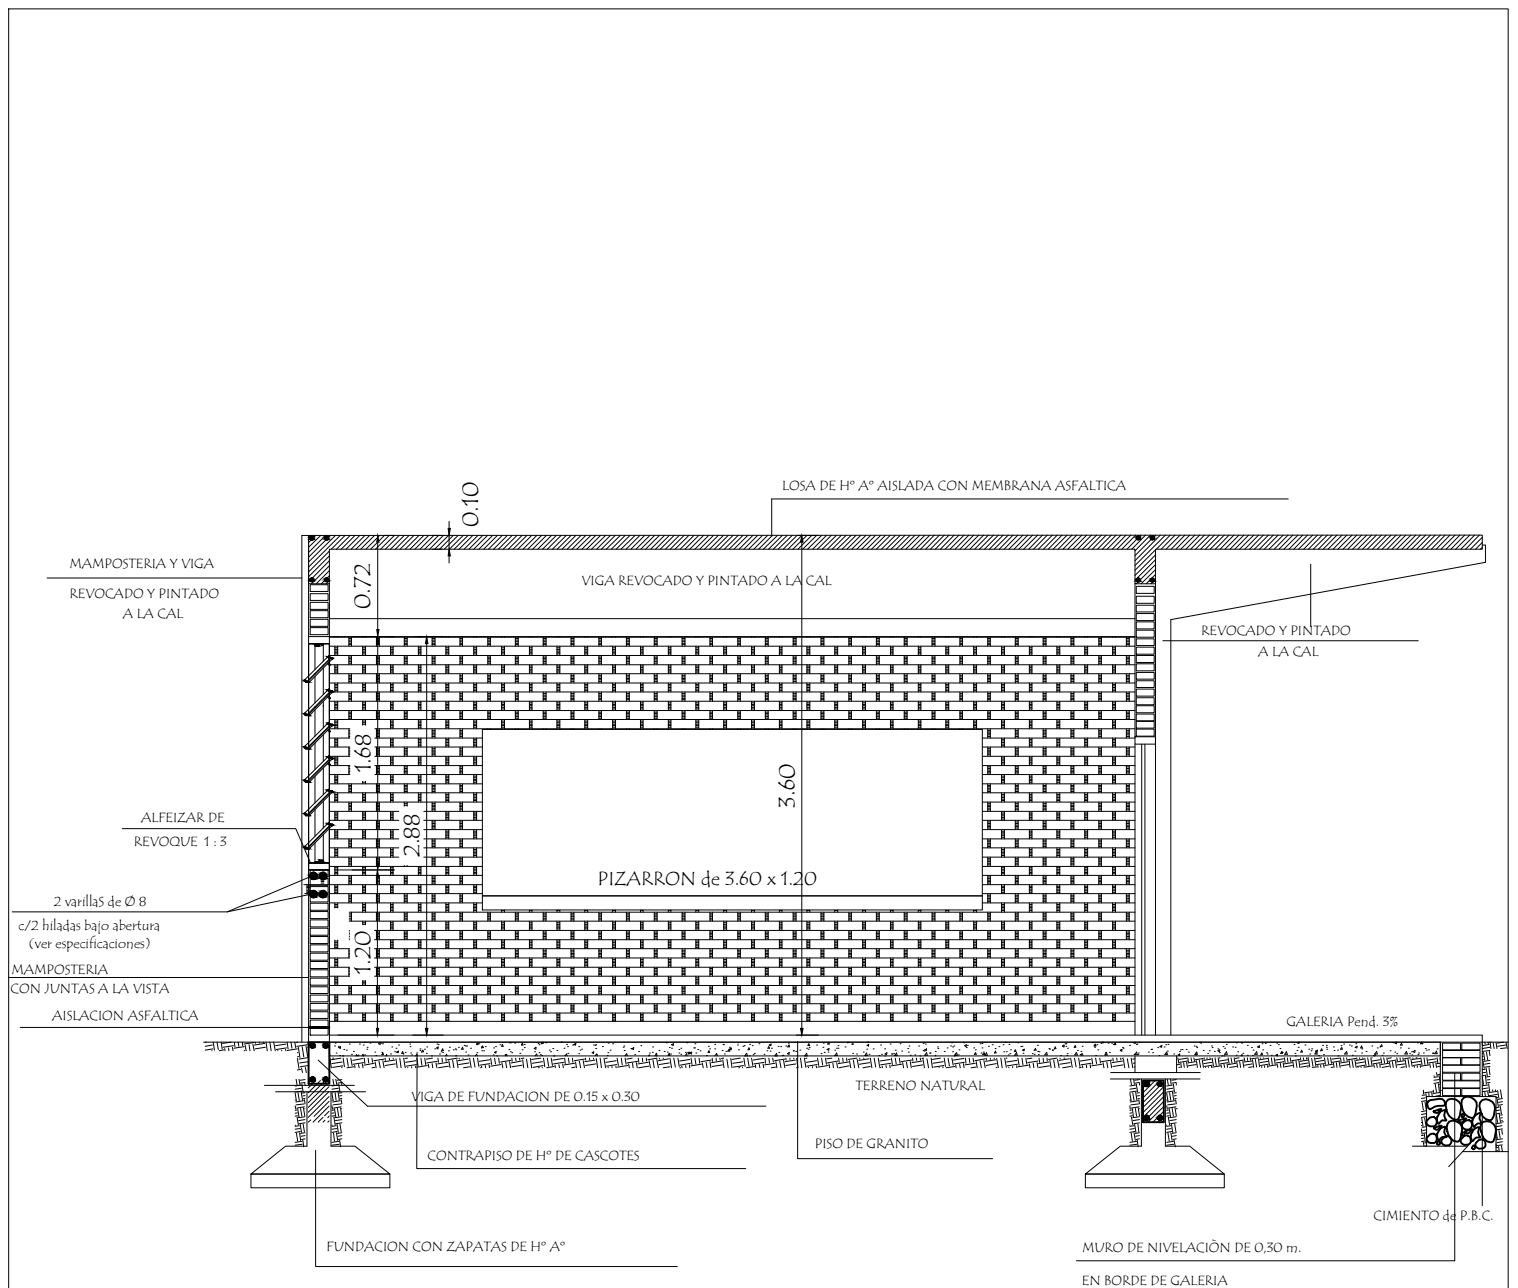 LOSA DE Hº Aº AISLADA CON MEMBRANA ASFALTICA
0.10
MAMPOSTERIA Y VIGA
REVOCADO Y PINTADO
A LA CAL
0.72
VIGA REVOCADO Y PINTADO A LA CAL
REVOCADO Y PINTADO
A LA CAL
1.68
3.60
ALFEIZAR DE
REVOQUE 1 : 3
2.88
PIZARRON de 3.60 x 1.20
2 varillaS de Ø 8
c/2 hiladas bajo abertura
(ver especificaciones)
1.20
MAMPOSTERIA
CON JUNTAS A LA VISTA
AISLACION ASFALTICA
GALERIA Pend. 3%
TERRENO NATURAL
VIGA DE FUNDACION DE 0.15 x 0.30
PISO DE GRANITO
CONTRAPISO DE Hº DE CASCOTES
CIMIENTO de P.B.C.
FUNDACION CON ZAPATAS DE Hº Aº
MURO DE NIVELACIÒN DE 0,30 m.
EN BORDE DE GALERIA